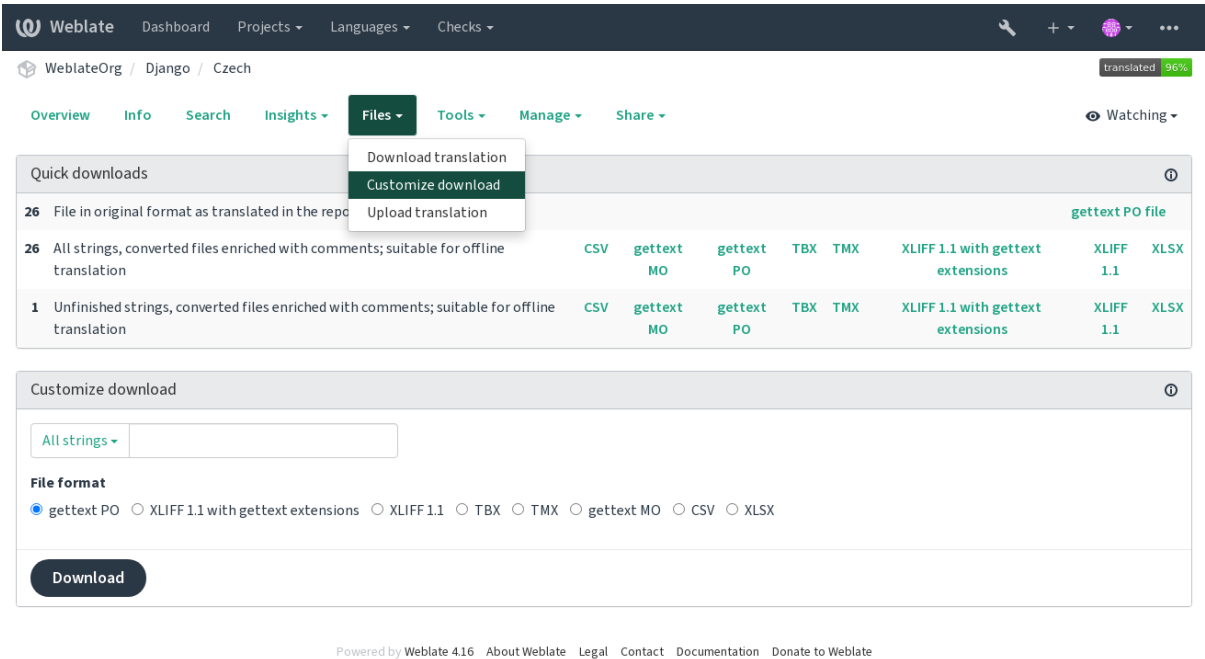 Weblate Dashboard Projects Languages Checks
WeblateOrg / Django / Czech translated 96%
Overview Info Search Insights Files Tools Manage Share Watching
Download translation
Customize download
Upload translation
Quick downloads
26 File in original format as translated in the repo gettext PO file
26 All strings, converted files enriched with comments; suitable for offline CSV gettext gettext TBX TMX XLIFF 1.1 with gettext XLIFF XLSX
translation MO PO extensions 1.1
1 Unfinished strings, converted files enriched with comments; suitable for offline CSV gettext gettext TBX TMX XLIFF 1.1 with gettext XLIFF XLSX
translation MO PO extensions 1.1
Customize download
All strings
File format
gettext PO XLIFF 1.1 with gettext extensions XLIFF 1.1 TBX TMX gettext MO CSV XLSX
Download
Powered by Weblate 4.16 About Weblate Legal Contact Documentation Donate to Weblate